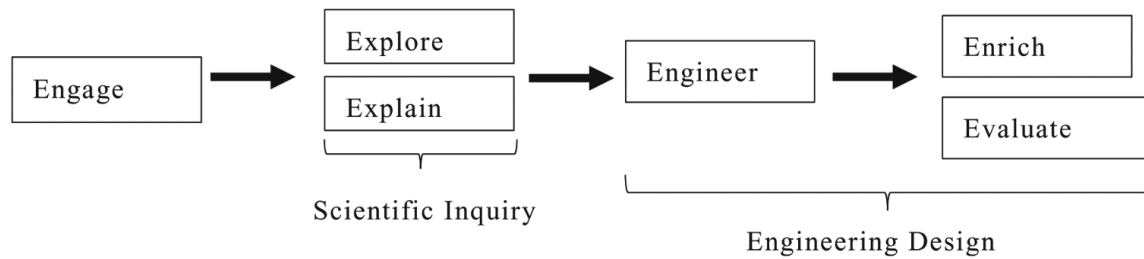 Engage
Explore
Explain
Engineer
Enrich
Evaluate
Scientific Inquiry
Engineering Design